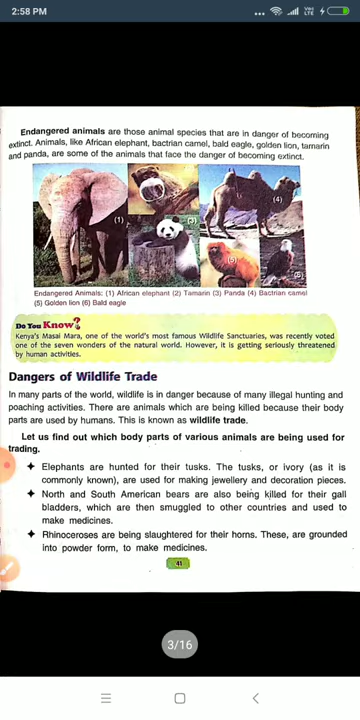 2:58 PM
Vo) LTE
Endangered animals are those animal species that are in danger of becoming
extinct. Animals, like African elephant, bactrian camel, bald eagle, golden lion, tamarin
and panda, are some of the animals that face the danger of becoming extinct.
(1)
(3)
(4)
(5)
Endangered Animals: (1) African elephant (2) Tamarin (3) Panda (4) Bactrian camel
(5) Golden lion (6) Bald eagle
Do You Know?
Kenya's Masai Mara, one of the world's most famous Wildlife Sanctuaries, was recently voted
one of the seven wonders of the natural world. However, it is getting seriously threatened
by human activities.
Dangers of Wildlife Trade
In many parts of the world, wildlife is in danger because of many illegal hunting and
poaching activities. There are animals which are being killed because their body
parts are used by humans. This is known as wildlife trade.
Let us find out which body parts of various animals are being used for
trading.
Elephants are hunted for their tusks. The tusks, or ivory (as it is
commonly known), are used for making jewellery and decoration pieces.
North and South American bears are also being killed for their gall
bladders, which are then smuggled to other countries and used to
make medicines.
Rhinoceroses are being slaughtered for their horns. These, are grounded
into powder form, to make medicines.
45
3/16